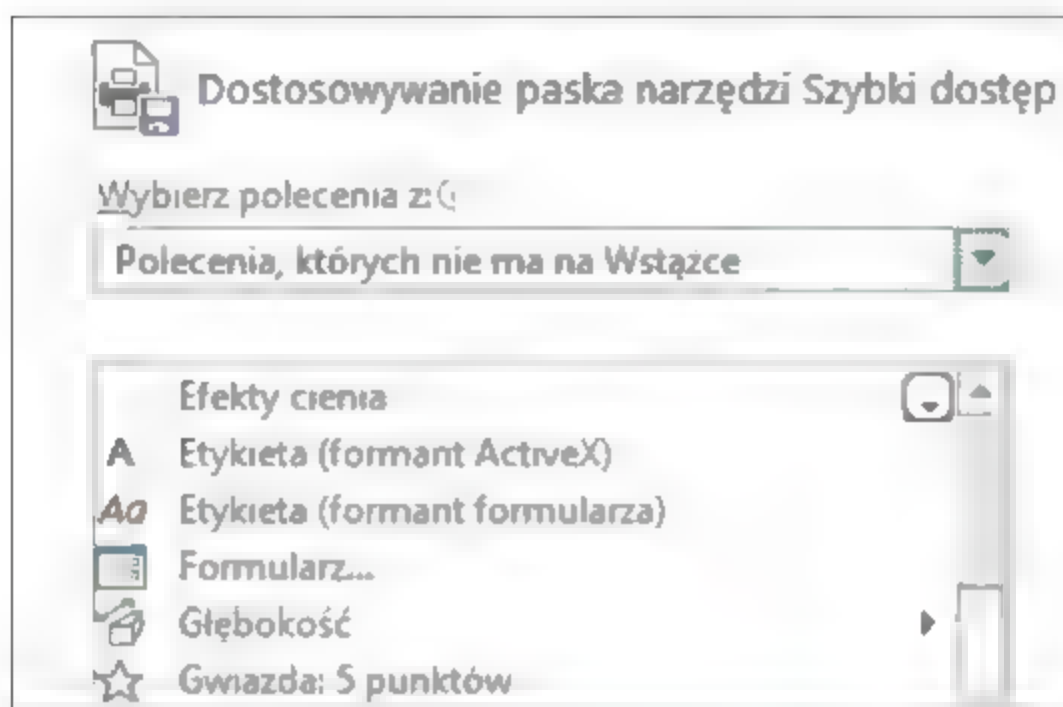 Dostosowywanie paska narzędzi Szybki dostęp
Wybierz polecenia z:
Polecenia, których nie ma na Wstążce
Efekty cienia
A Etykieta (formant ActiveX)
Aa Etykieta (formant formularza)
Formularz...
Głębokość
Gwiazda: 5 punktów